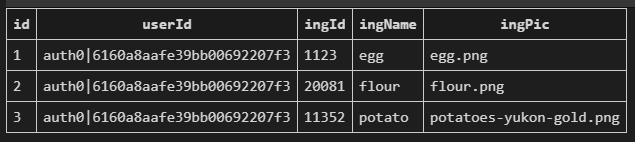 id userId ingId ingName ingPic
1 auth0|6160a8aafe39bb00692207f3 1123 egg egg.png
2 auth0|6160a8aafe39bb00692207f3 20081 flour flour.png
3 auth0|6160a8aafe39bb00692207f3 11352 potato potatoes-yukon-gold.png